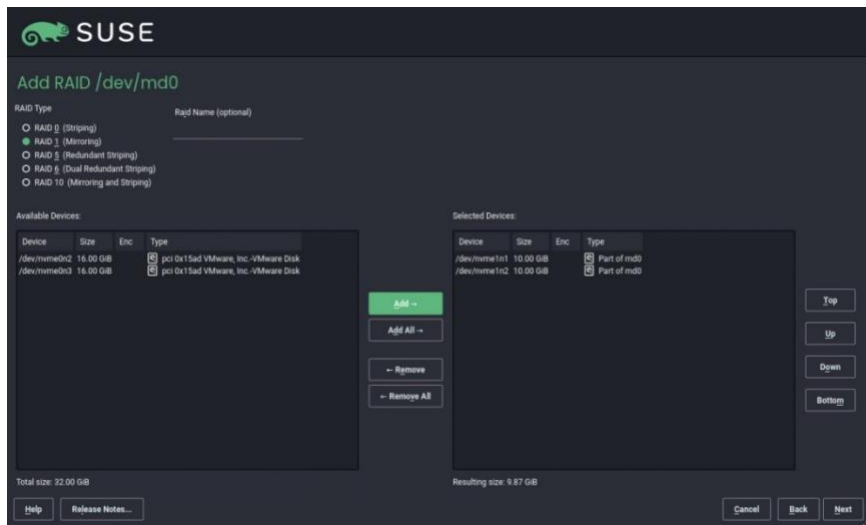 SUSE
Add RAID /dev/md0
RAID Type
Raid Name (optional)
RAID 0 (Striping)
RAID 1 (Mirroring)
RAID 5 (Redundant Striping)
RAID 6 (Dual Redundant Striping)
RAID 10 (Mirroring and Striping)
Available Devices:
Device Size Enc Type
/dev/nvme0n2 16.00 GiB pci 0x15ad VMware, Inc.-VMware Disk
/dev/nvme0n3 16.00 GiB pci 0x15ad VMware, Inc.-VMware Disk
Total size: 32.00 GiB
Add →
Add All →
← Remove
← Remove All
Selected Devices:
Device Size Enc Type
/dev/nvme1n1 10.00 GiB Part of md0
/dev/nvme1n2 10.00 GiB Part of md0
Resulting size: 9.87 GiB
Top
Up
Down
Bottom
Help Release Notes... Cancel Back Next